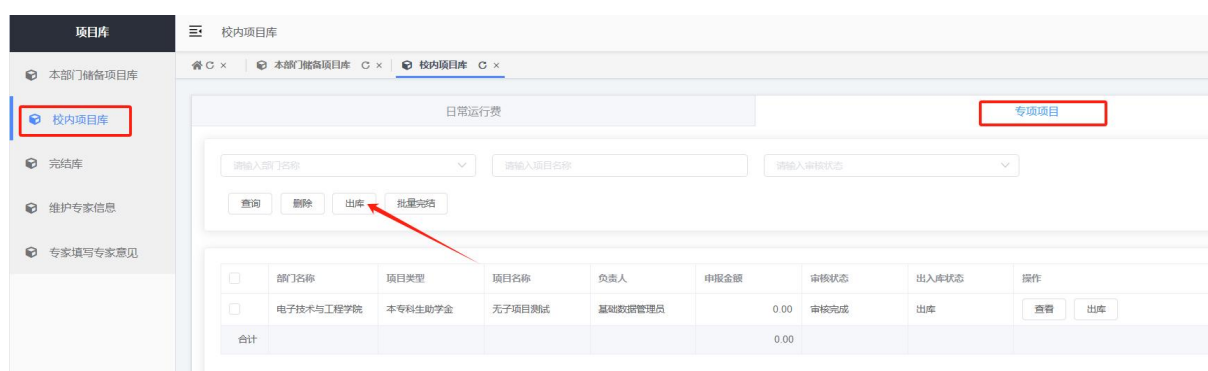 项目库
校内项目库
本部门储备项目库
校内项目库
完结库
维护专家信息
专家填写专家意见
本部门储备项目库 校内项目库
日常运行费 专项项目
请输入部门名称 请输入项目名称 请输入审核状态
查询 删除 出库 批量完结
部门名称 项目类型 项目名称 负责人 申报金额 审核状态 出入库状态 操作
电子技术与工程学院 本专科生助学金 无子项目测试 基础数据管理员 0.00 审核完成 出库 查看 出库
合计 0.00